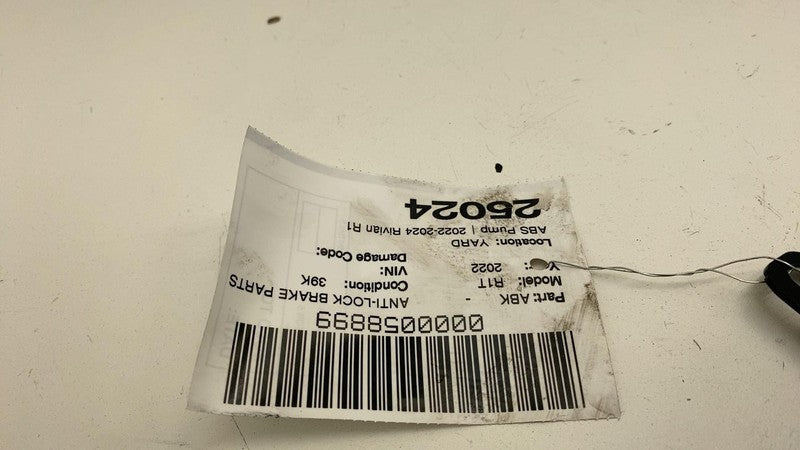 0000058899
Part: ABK - ANTI-LOCK BRAKE PARTS
Model: R1T Condition: 39K
Y : 2022 VIN:
Damage Code:
Location: YARD
ABS Pump | 2022-2024 Rivian R1
25024